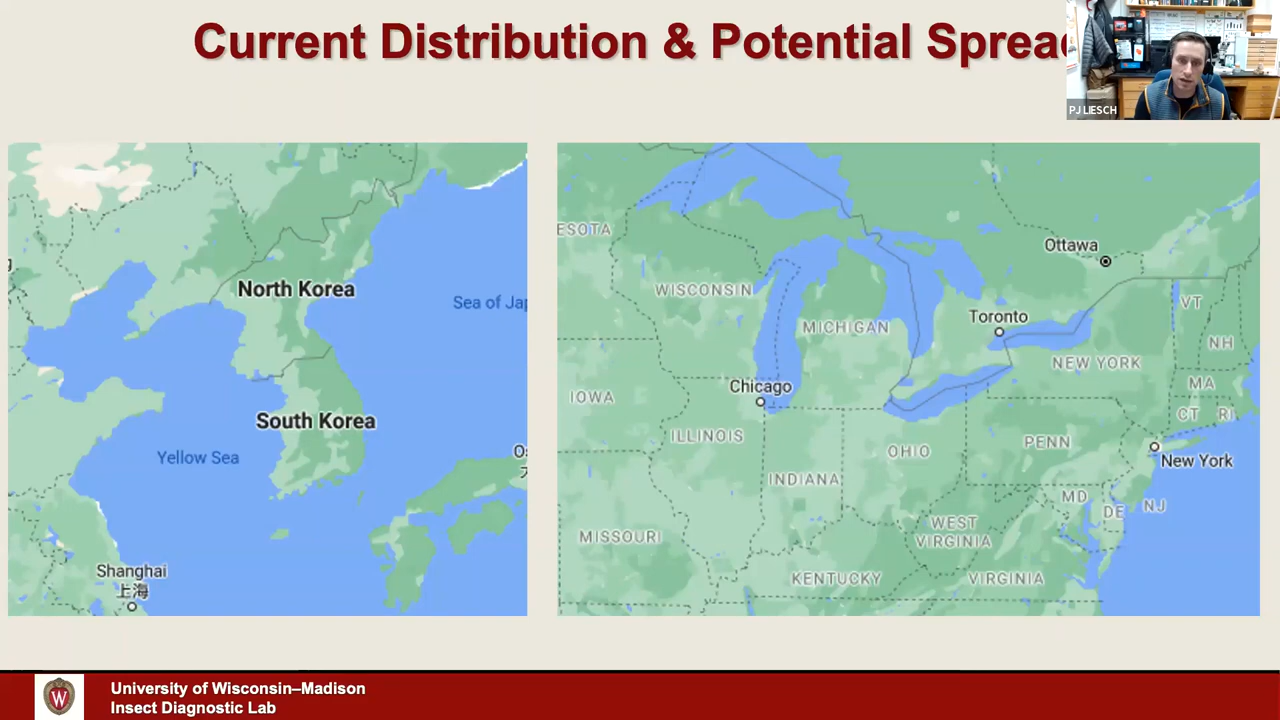 Current Distribution & Potential Sprea
PJ LIESCH
North Korea
Sea of Jap
South Korea
Yellow Sea
Shanghai
上海
ESOTA
Ottawa
WISCONSIN
Toronto
MICHIGAN
VT
NH
NEW YORK
Chicago
MA
IOWA
CT
RI
ILLINOIS
OHIO
PENN
New York
INDIANA
MD
NJ
DE
MISSOURI
WEST
VIRGINIA
KENTUCKY
VIRGINIA
W
University of Wisconsin–Madison
Insect Diagnostic Lab